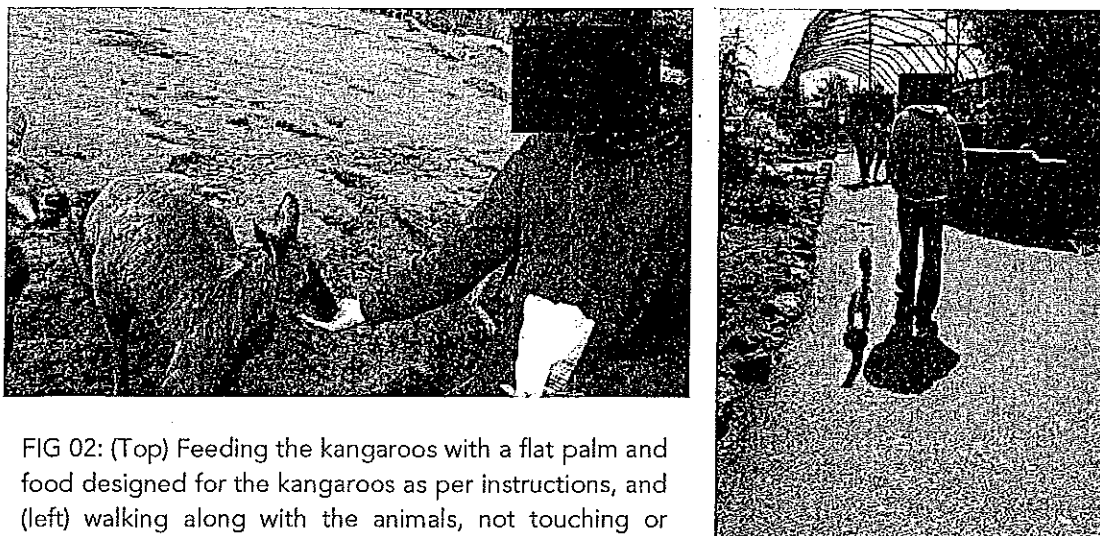 FIG 02: (Top) Feeding the kangaroos with a flat palm and
food designed for the kangaroos as per instructions, and
(left) walking along with the animals, not touching or